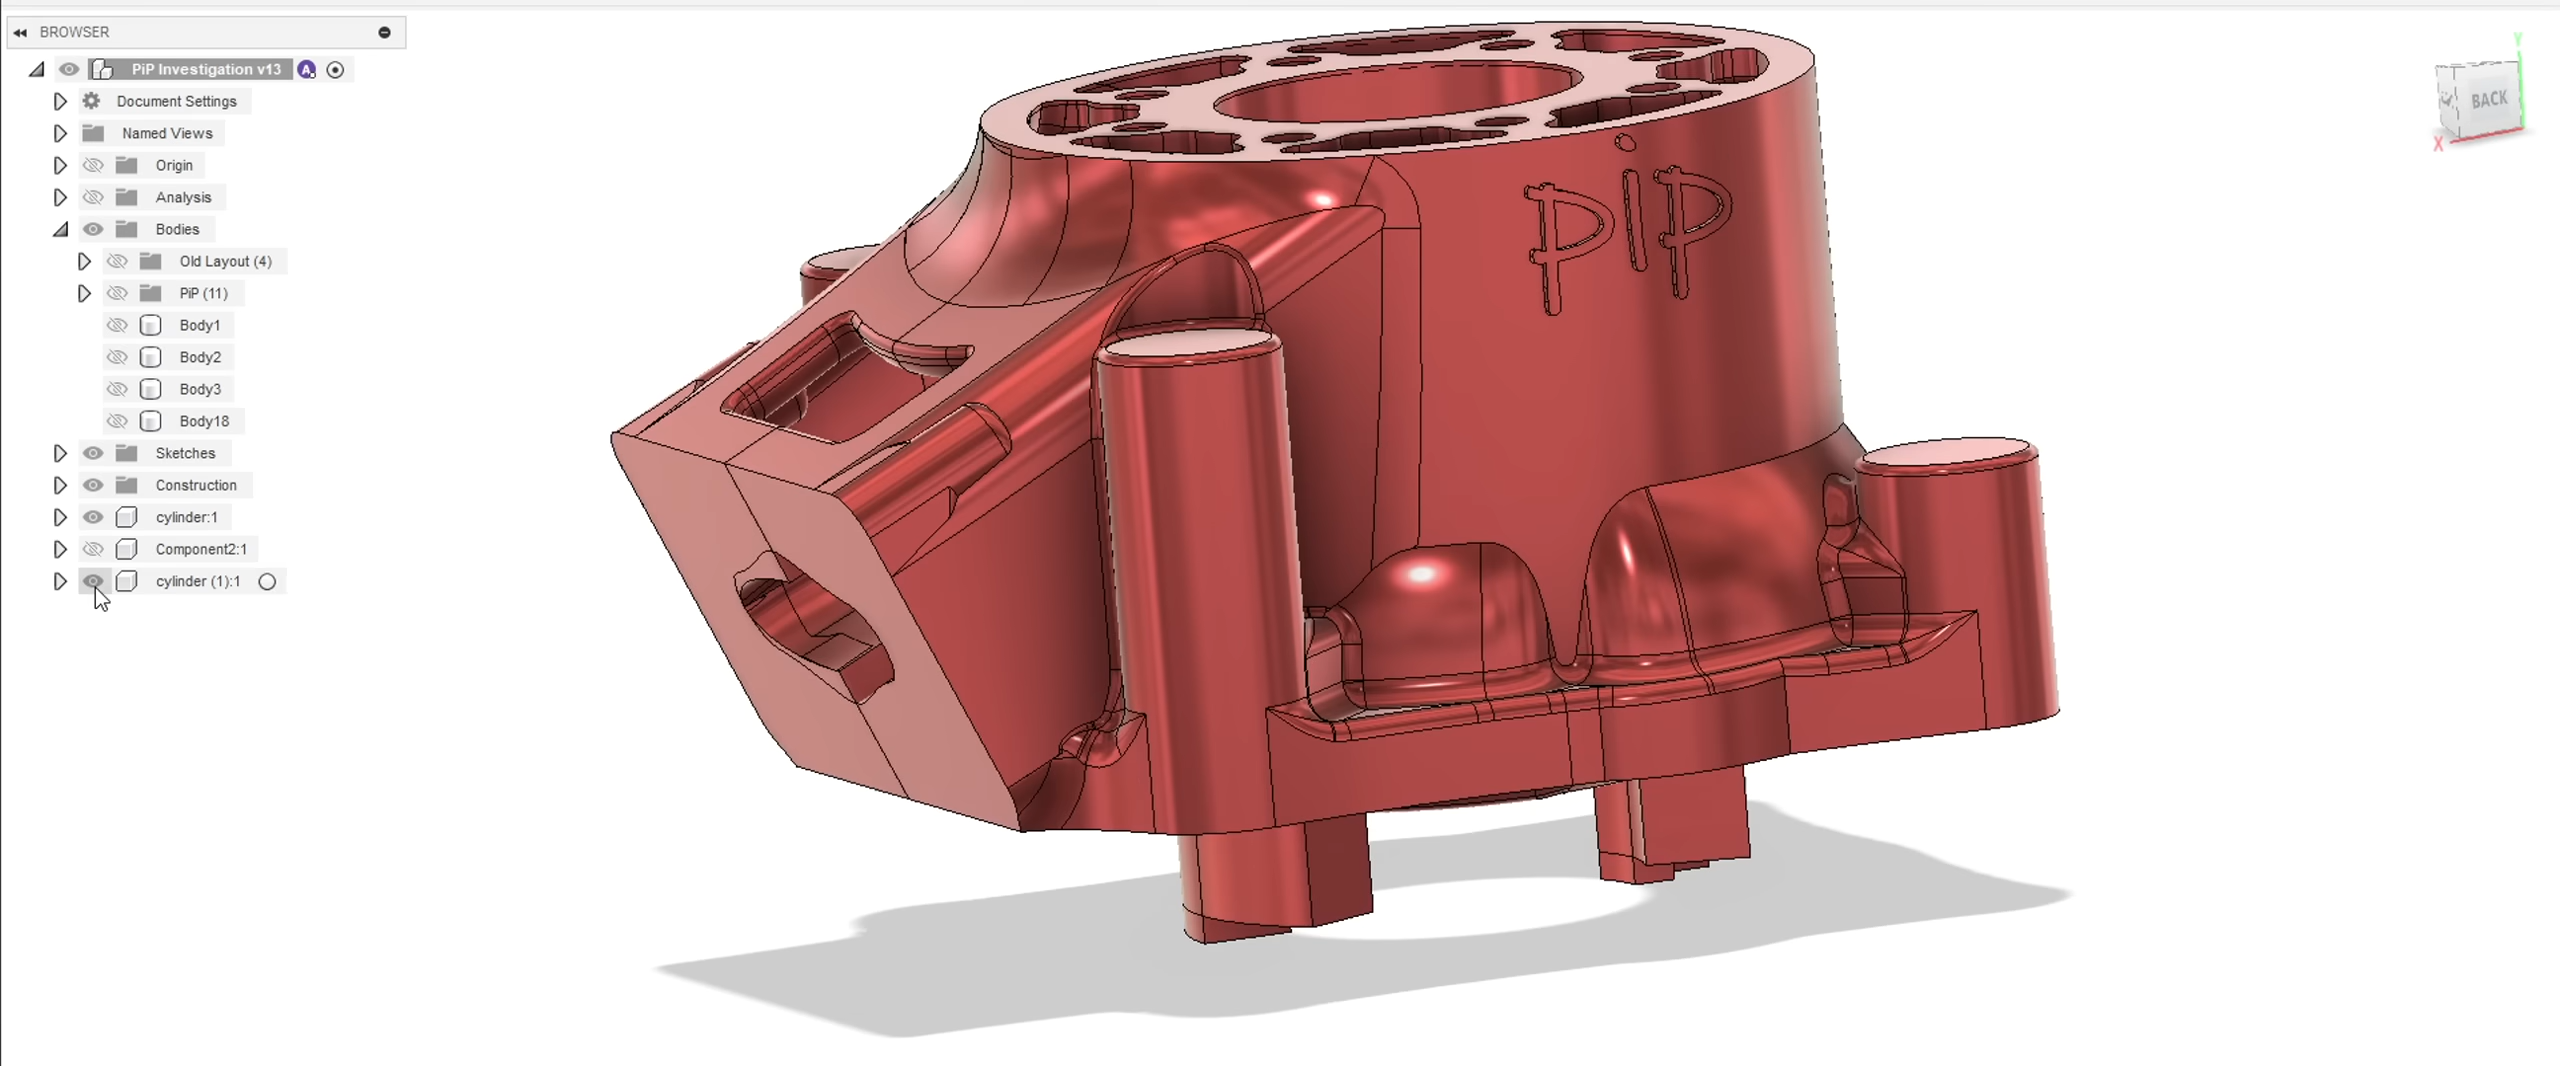 BROWSER
PiP Investigation v13
A
Document Settings
Named Views
Origin
Analysis
Bodies
Old Layout (4)
PiP (11)
Body1
Body2
Body3
Body18
Sketches
Construction
cylinder:1
Component2:1
cylinder (1):1
PiP
Y
BACK
X